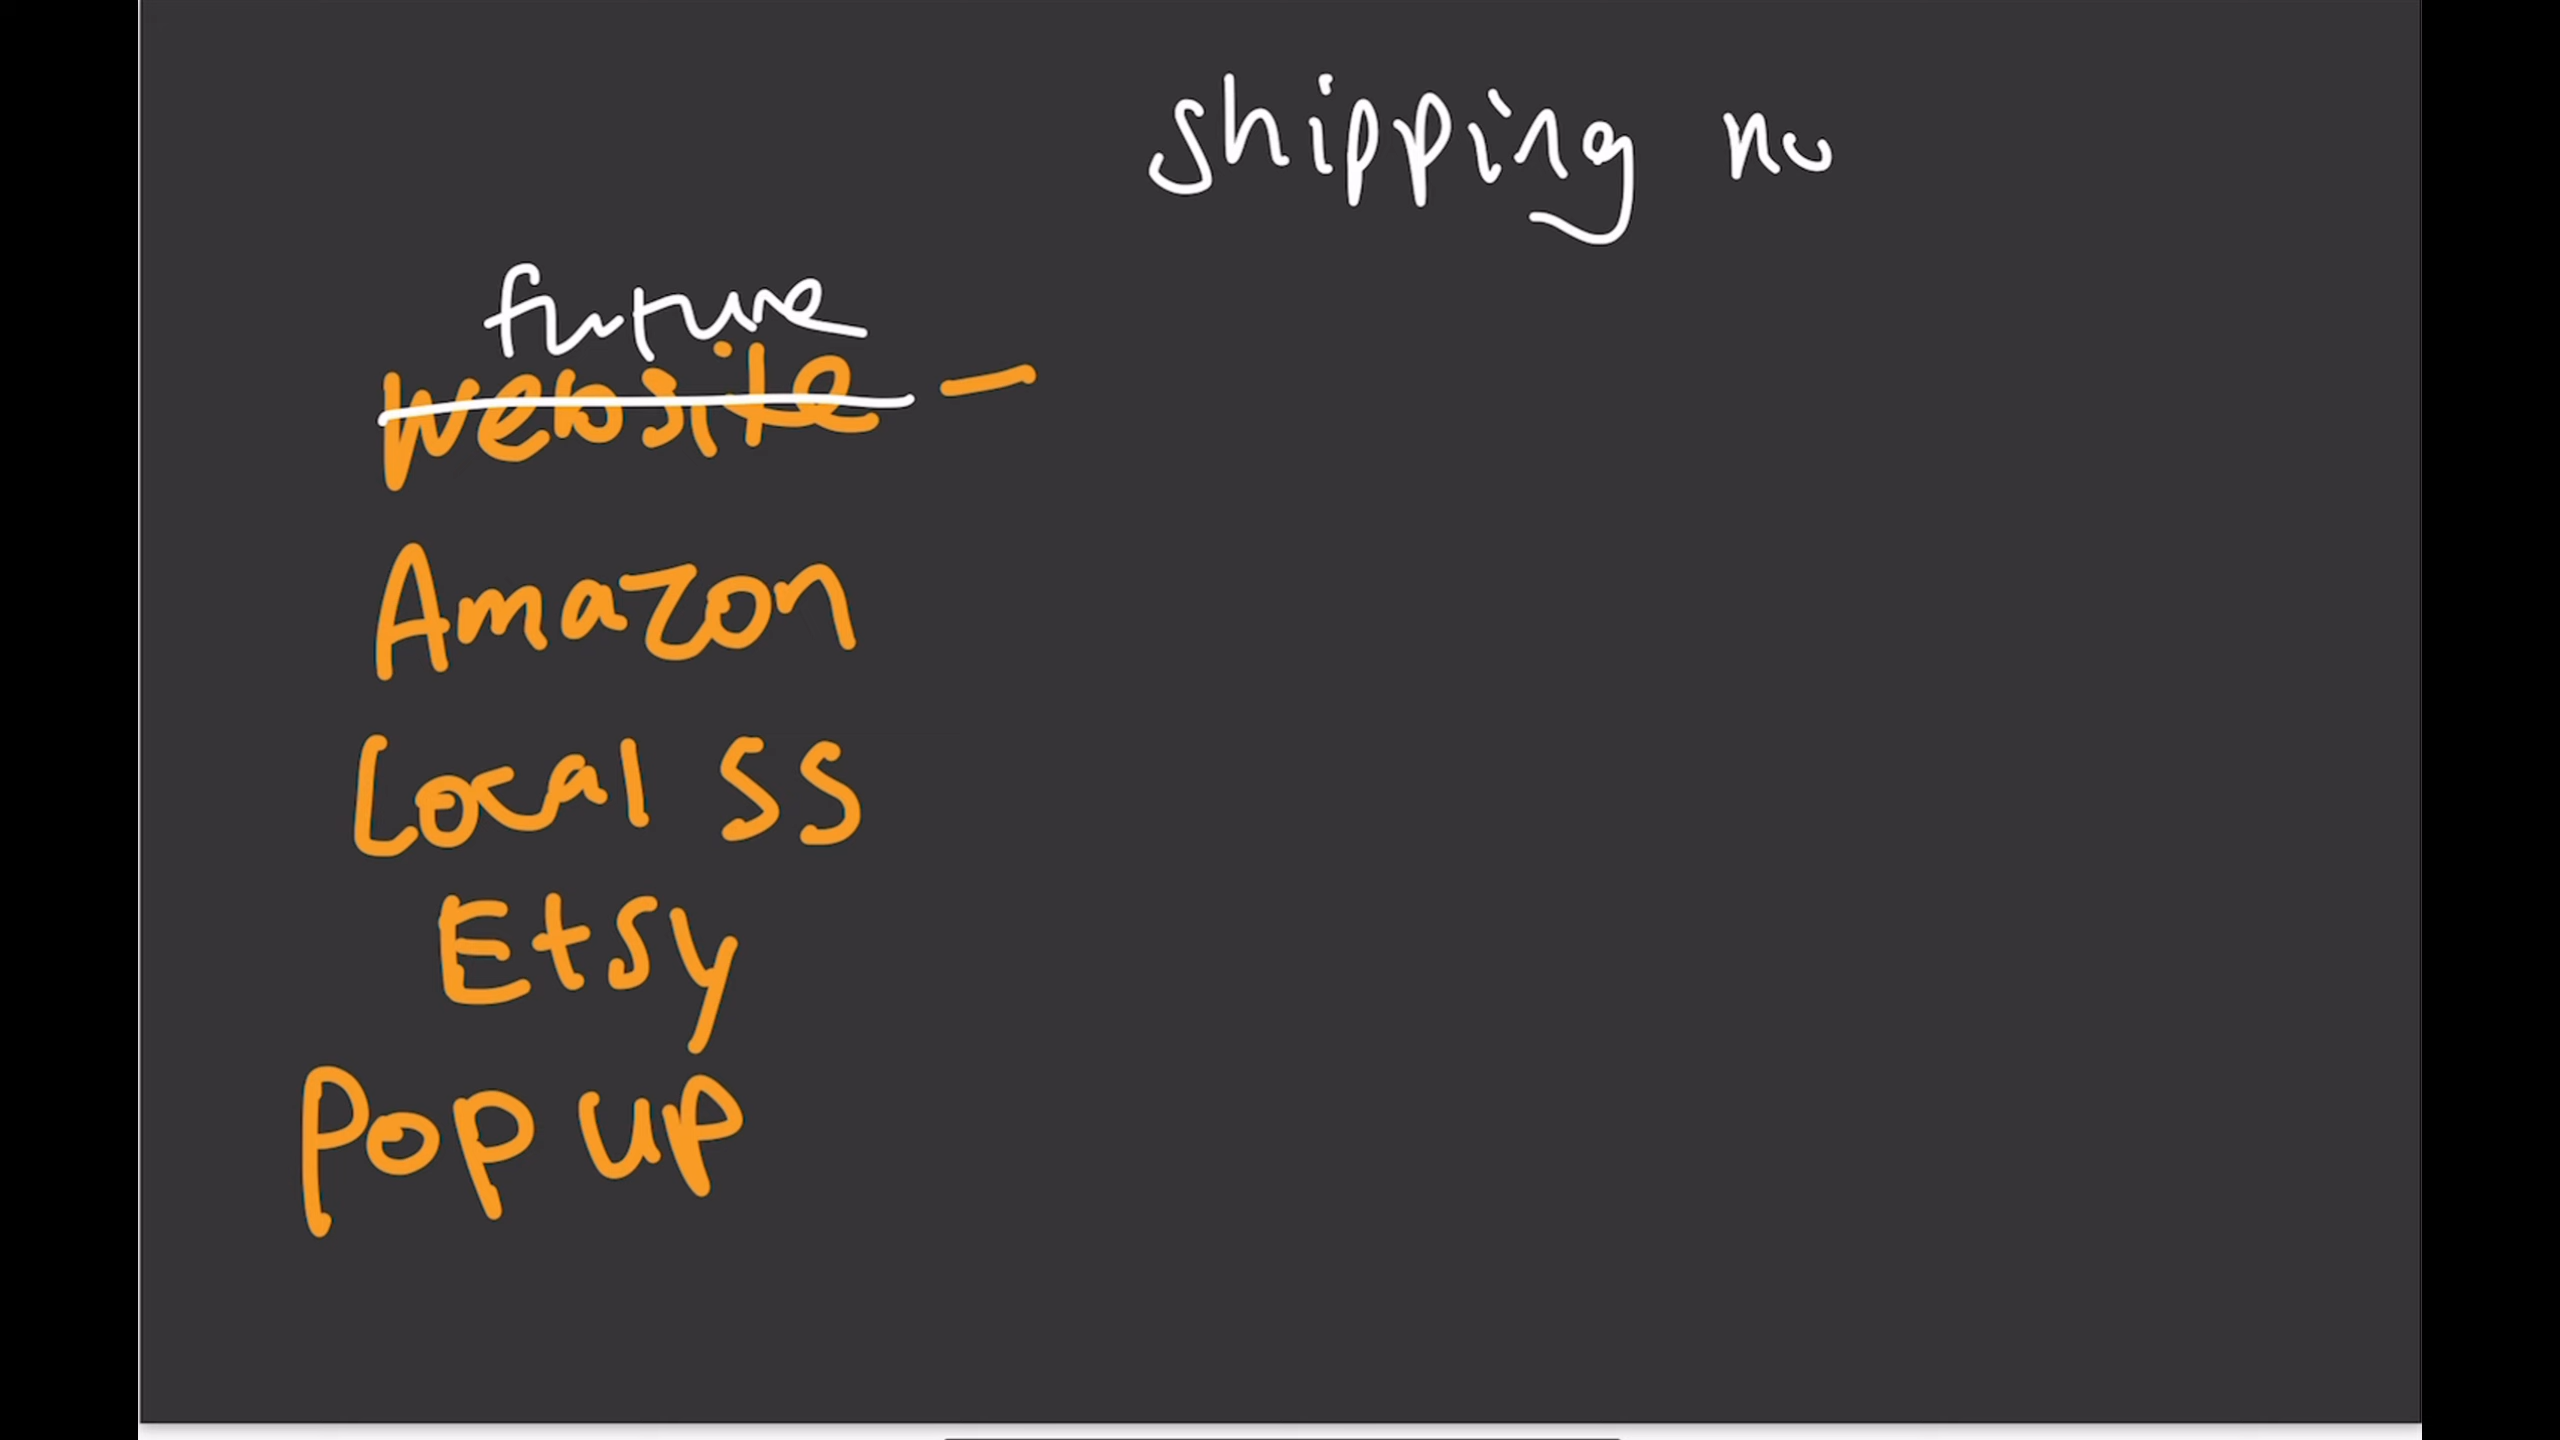 shipping no
future
website -
Amazon
Local SS
Etsy
Pop up